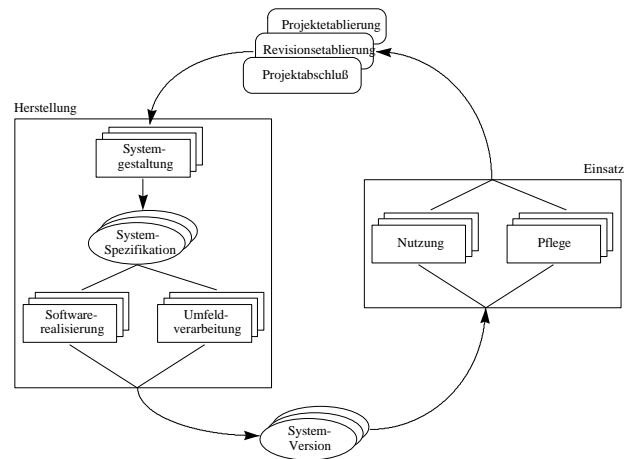 Projektetablierung
Revisionsetablierung
Projektabschluß
Herstellung
System-
gestaltung
System-
Spezifikation
Software-
realisierung
Umfeld-
verarbeitung
Einsatz
Nutzung
Pflege
System-
Version